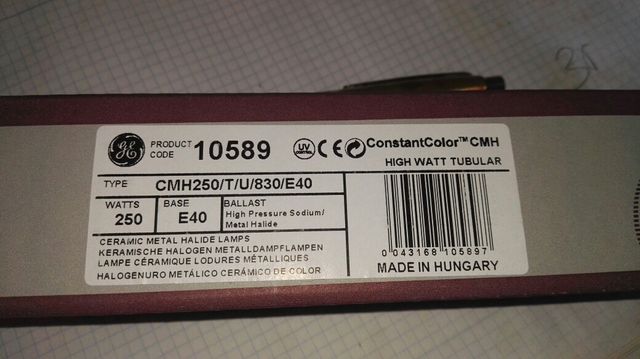 GE PRODUCT CODE 10589 UV CONTROL CE ConstantColor™ CMH
HIGH WATT TUBULAR
TYPE CMH250/T/U/830/E40
WATTS BASE BALLAST
250 E40 High Pressure Sodium/
Metal Halide
CERAMIC METAL HALIDE LAMPS
KERAMISCHE HALOGEN METALLDAMPFLAMPEN
LAMPE CÉRAMIQUE LODURES MÉTALLIQUES
HALOGENURO METÁLICO CERÁMICO DE COLOR
0 043168 105897
MADE IN HUNGARY